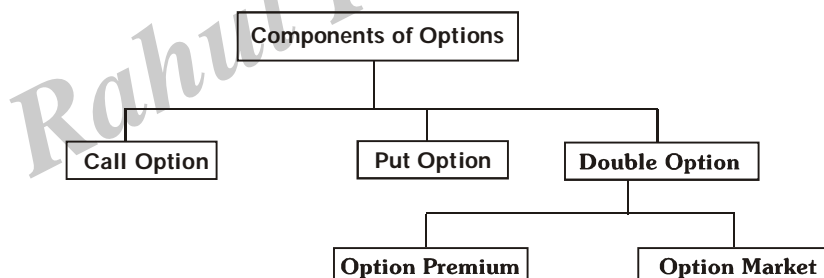 Components of Options
Call Option
Put Option
Double Option
Option Premium
Option Market
Rahul